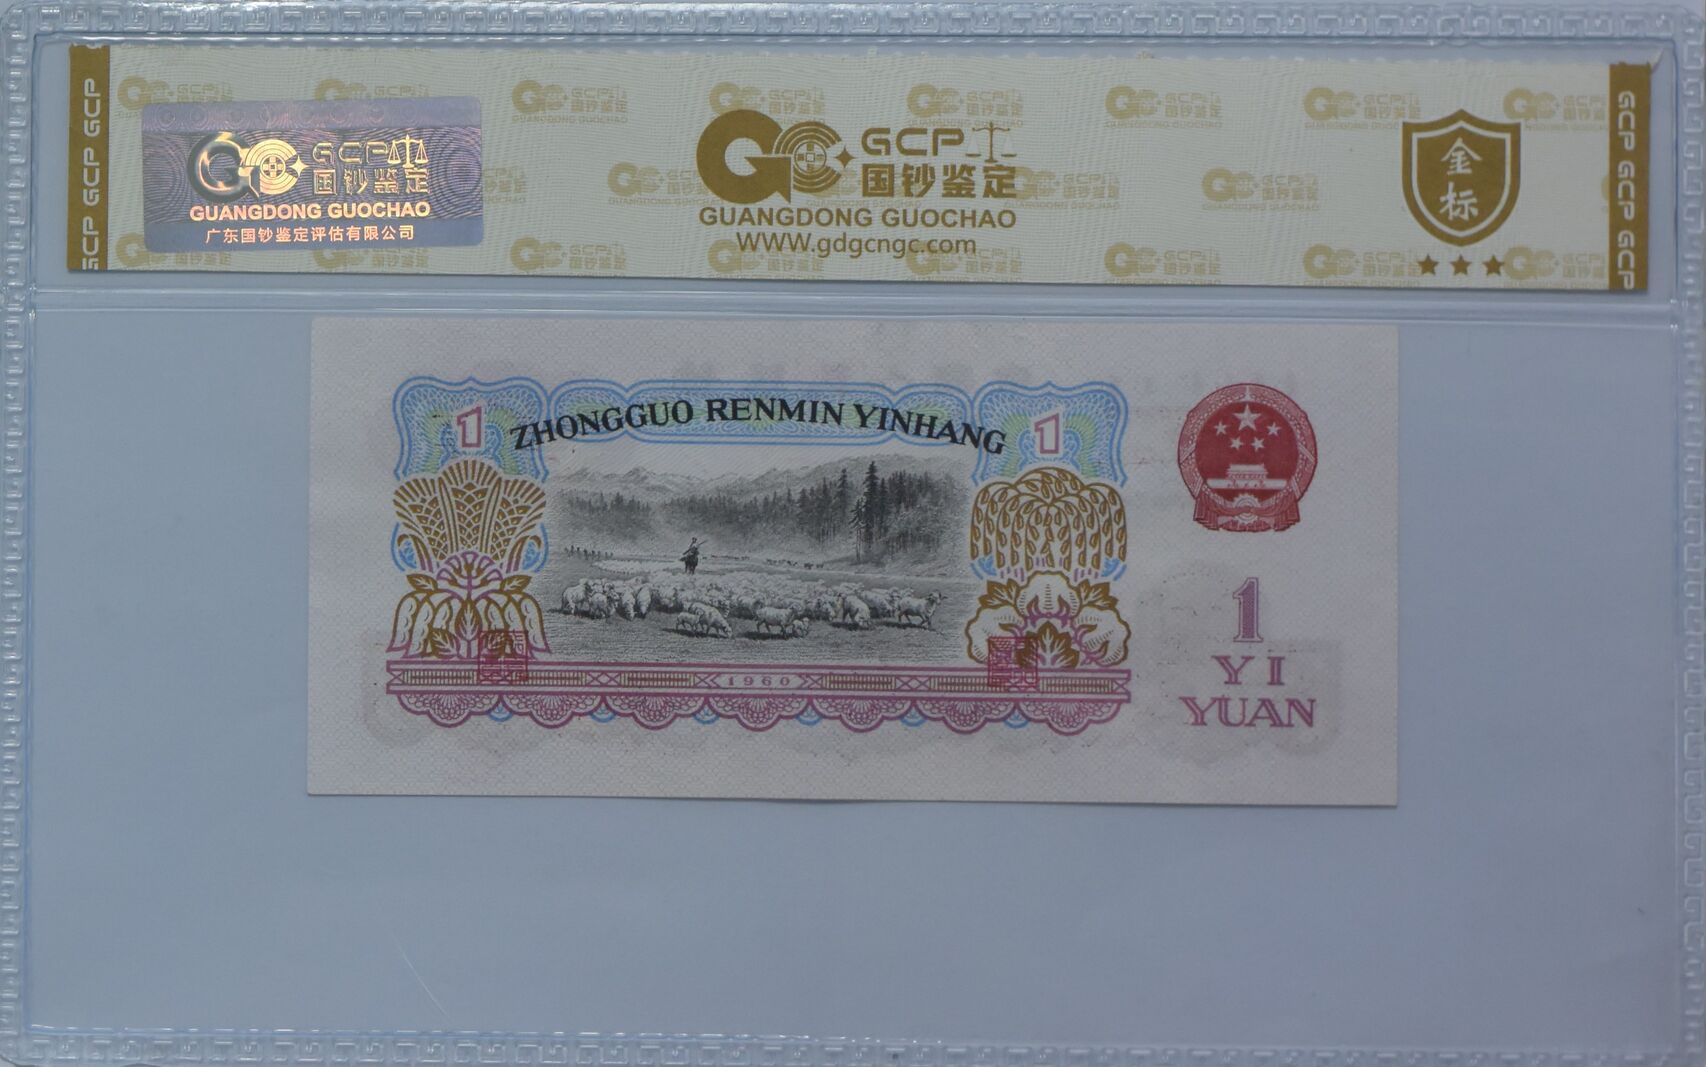 GCP GCP GCP
GCP 国钞鉴定
GUANGDONG GUOCHAO
广东国钞鉴定评估有限公司
GCP
国钞鉴定
GUANGDONG GUOCHAO
WWW.gdgcngc.com
金标
GCP GCP GCP GCP
1
ZHONGGUO RENMIN YINHANG
1
1960
1
YI
YUAN